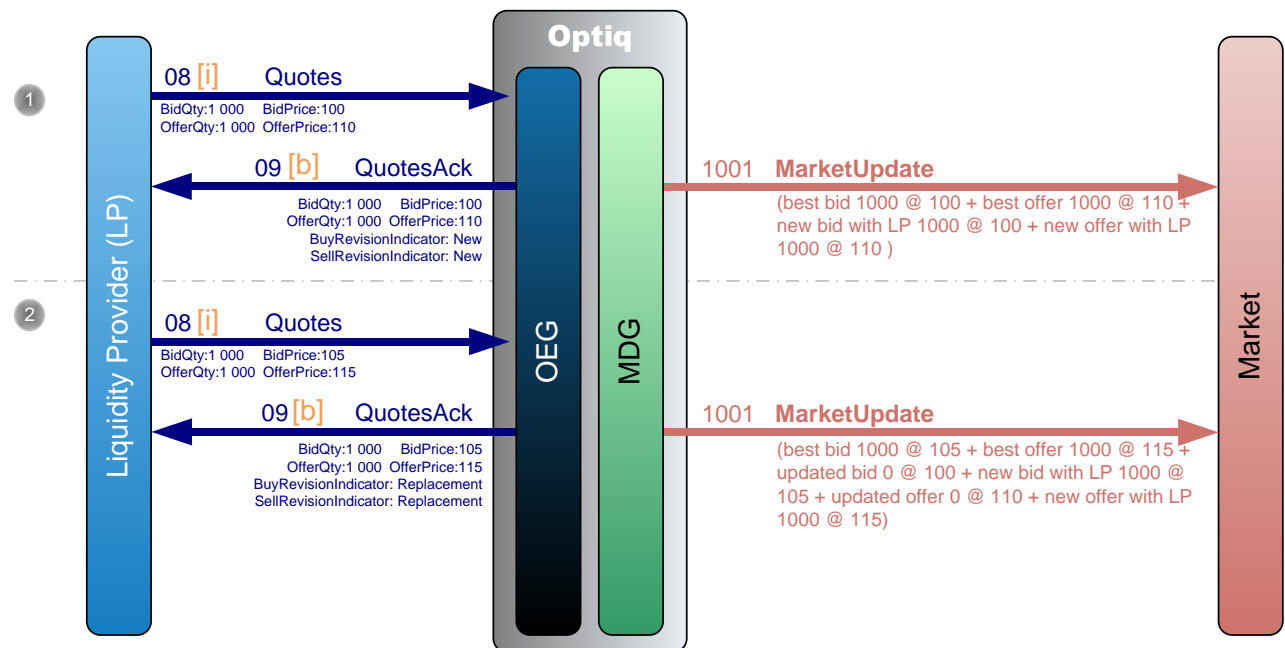 Optiq
1
08 [i] Quotes
BidQty:1 000 BidPrice:100
OfferQty:1 000 OfferPrice:110
09 [b] QuotesAck
BidQty:1 000 BidPrice:100
OfferQty:1 000 OfferPrice:110
BuyRevisionIndicator: New
SellRevisionIndicator: New
1001 MarketUpdate
(best bid 1000 @ 100 + best offer 1000 @ 110 +
new bid with LP 1000 @ 100 + new offer with LP
1000 @ 110 )
Liquidity Provider (LP)
OEG
MDG
Market
2
08 [i] Quotes
BidQty:1 000 BidPrice:105
OfferQty:1 000 OfferPrice:115
09 [b] QuotesAck
BidQty:1 000 BidPrice:105
OfferQty:1 000 OfferPrice:115
BuyRevisionIndicator: Replacement
SellRevisionIndicator: Replacement
1001 MarketUpdate
(best bid 1000 @ 105 + best offer 1000 @ 115 +
updated bid 0 @ 100 + new bid with LP 1000 @
105 + updated offer 0 @ 110 + new offer with LP
1000 @ 115)